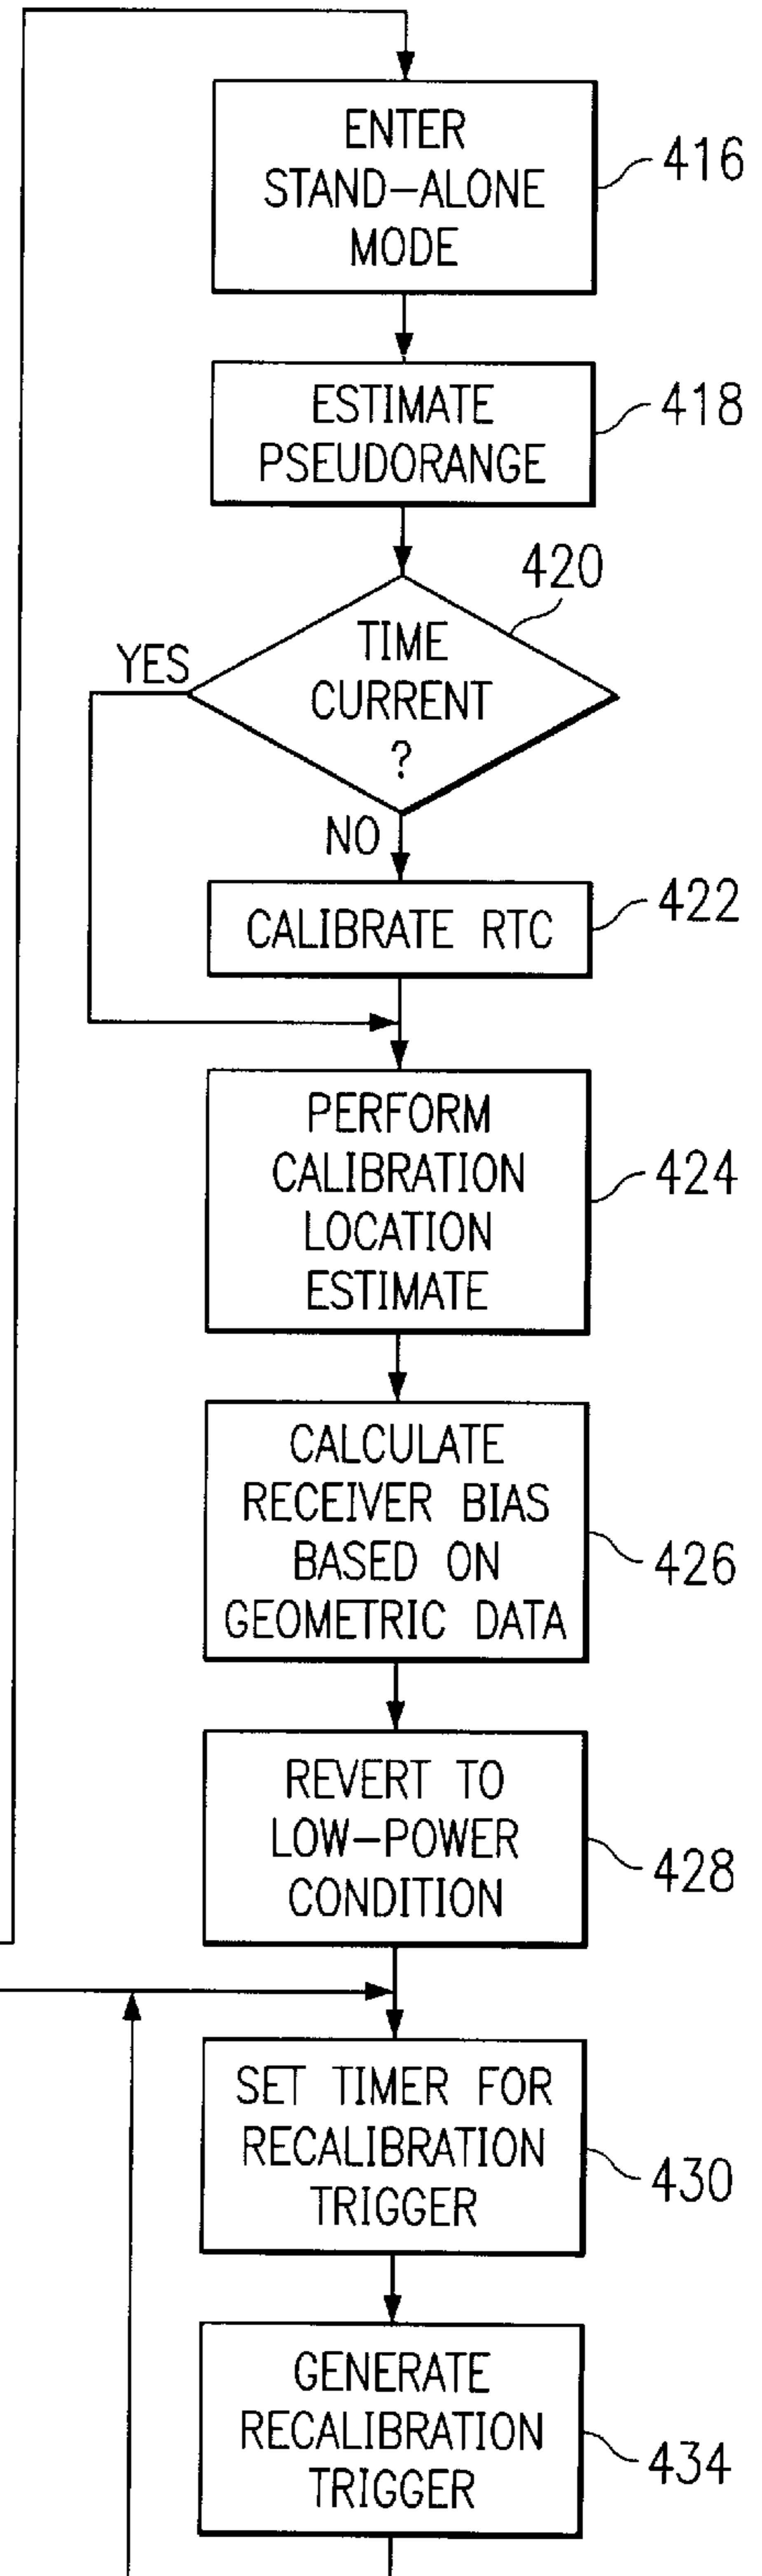 ENTER
STAND-ALONE
MODE
416
ESTIMATE
PSEUDORANGE
418
420
TIME
CURRENT
?
YES
NO
CALIBRATE RTC
422
PERFORM
CALIBRATION
LOCATION
ESTIMATE
424
CALCULATE
RECEIVER BIAS
BASED ON
GEOMETRIC DATA
426
REVERT TO
LOW-POWER
CONDITION
428
SET TIMER FOR
RECALIBRATION
TRIGGER
430
GENERATE
RECALIBRATION
TRIGGER
434